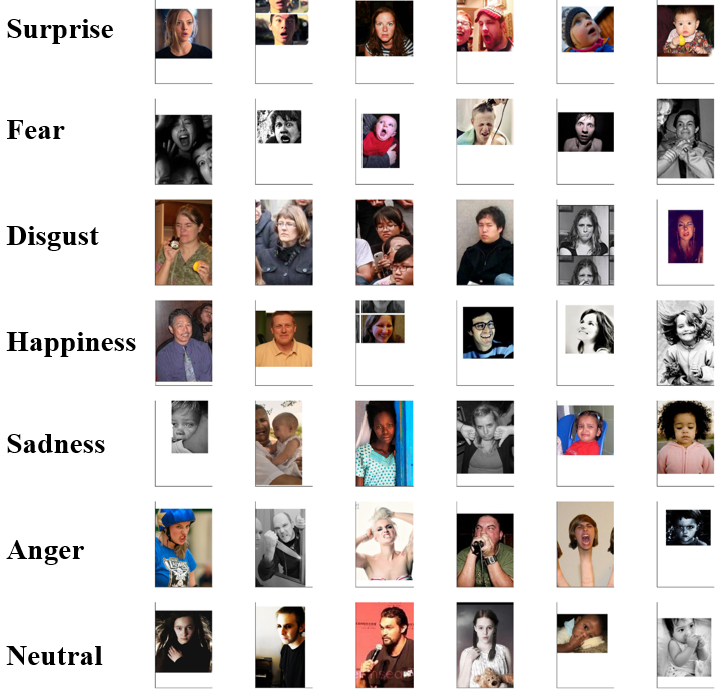 Surprise
Fear
Disgust
Happiness
Sadness
Anger
Neutral